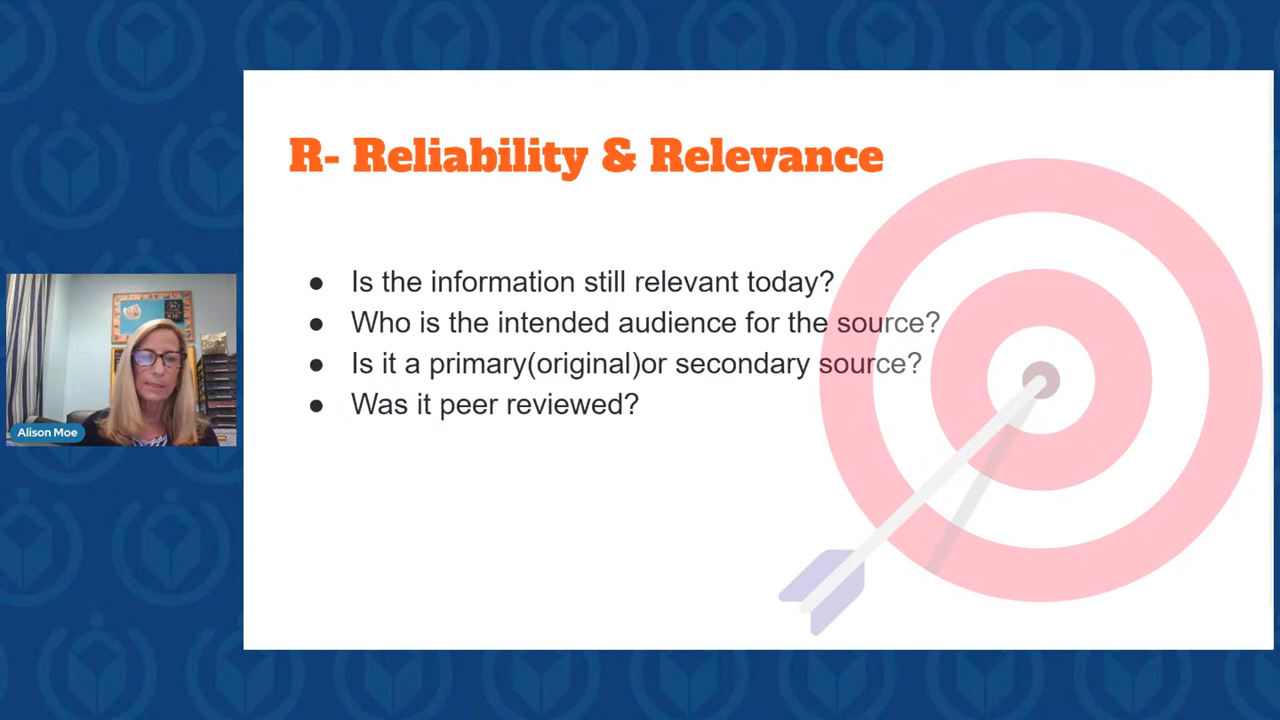 R- Reliability & Relevance
● Is the information still relevant today?
● Who is the intended audience for the source?
● Is it a primary(original)or secondary source?
● Was it peer reviewed?
Alison Moe